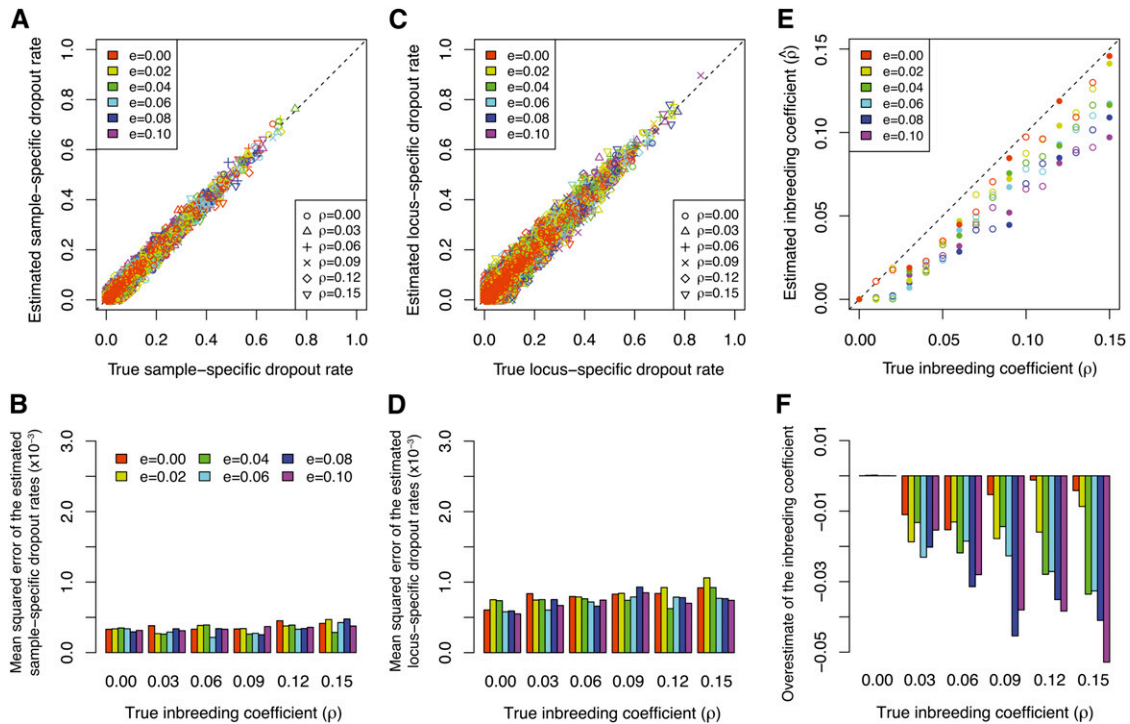 A
Estimated sample−specific dropout rate
1.0
0.8
0.6
0.4
0.2
0.0
e=0.00
e=0.02
e=0.04
e=0.06
e=0.08
e=0.10
ρ=0.00
ρ=0.03
ρ=0.06
ρ=0.09
ρ=0.12
ρ=0.15
0.0 0.2 0.4 0.6 0.8 1.0
True sample−specific dropout rate
C
Estimated locus−specific dropout rate
1.0
0.8
0.6
0.4
0.2
0.0
e=0.00
e=0.02
e=0.04
e=0.06
e=0.08
e=0.10
ρ=0.00
ρ=0.03
ρ=0.06
ρ=0.09
ρ=0.12
ρ=0.15
0.0 0.2 0.4 0.6 0.8 1.0
True locus−specific dropout rate
E
Estimated inbreeding coefficient (ρ̂)
0.15
0.10
0.05
0.00
e=0.00
e=0.02
e=0.04
e=0.06
e=0.08
e=0.10
0.00 0.05 0.10 0.15
True inbreeding coefficient (ρ)
B
Mean squared error of the estimated
sample−specific dropout rates (x10⁻³)
3.0
2.0
1.0
0.0
e=0.00 e=0.04 e=0.08
e=0.02 e=0.06 e=0.10
0.00 0.03 0.06 0.09 0.12 0.15
True inbreeding coefficient (ρ)
D
Mean squared error of the estimated
locus−specific dropout rates (x10⁻³)
3.0
2.0
1.0
0.0
0.00 0.03 0.06 0.09 0.12 0.15
True inbreeding coefficient (ρ)
F
Overestimate of the inbreeding coefficient
0.01
−0.01
−0.03
−0.05
0.00 0.03 0.06 0.09 0.12 0.15
True inbreeding coefficient (ρ)